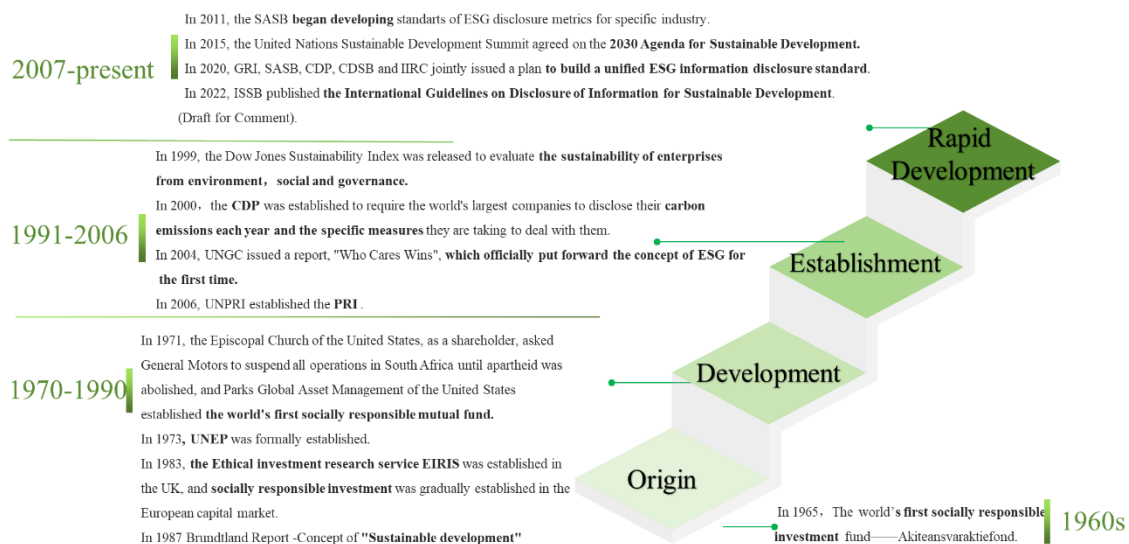 In 2011, the SASB began developing standarts of ESG disclosure metrics for specific industry.
In 2015, the United Nations Sustainable Development Summit agreed on the 2030 Agenda for Sustainable Development.
2007-present
In 2020, GRI, SASB, CDP, CDSB and IIRC jointly issued a plan to build a unified ESG information disclosure standard.
In 2022, ISSB published the International Guidelines on Disclosure of Information for Sustainable Development.
(Draft for Comment).
Rapid
Development
In 1999, the Dow Jones Sustainability Index was released to evaluate the sustainability of enterprises
from environment，social and governance.
In 2000，the CDP was established to require the world's largest companies to disclose their carbon
1991-2006
emissions each year and the specific measures they are taking to deal with them.
In 2004, UNGC issued a report, "Who Cares Wins", which officially put forward the concept of ESG for
the first time.
In 2006, UNPRI established the PRI .
Establishment
In 1971, the Episcopal Church of the United States, as a shareholder, asked
General Motors to suspend all operations in South Africa until apartheid was
1970-1990
abolished, and Parks Global Asset Management of the United States
established the world's first socially responsible mutual fund.
In 1973, UNEP was formally established.
In 1983, the Ethical investment research service EIRIS was established in
the UK, and socially responsible investment was gradually established in the
European capital market.
In 1987 Brundtland Report -Concept of "Sustainable development"
Development
Origin
In 1965，The world's first socially responsible
investment fund——Akiteansvaraktiefond.
1960s